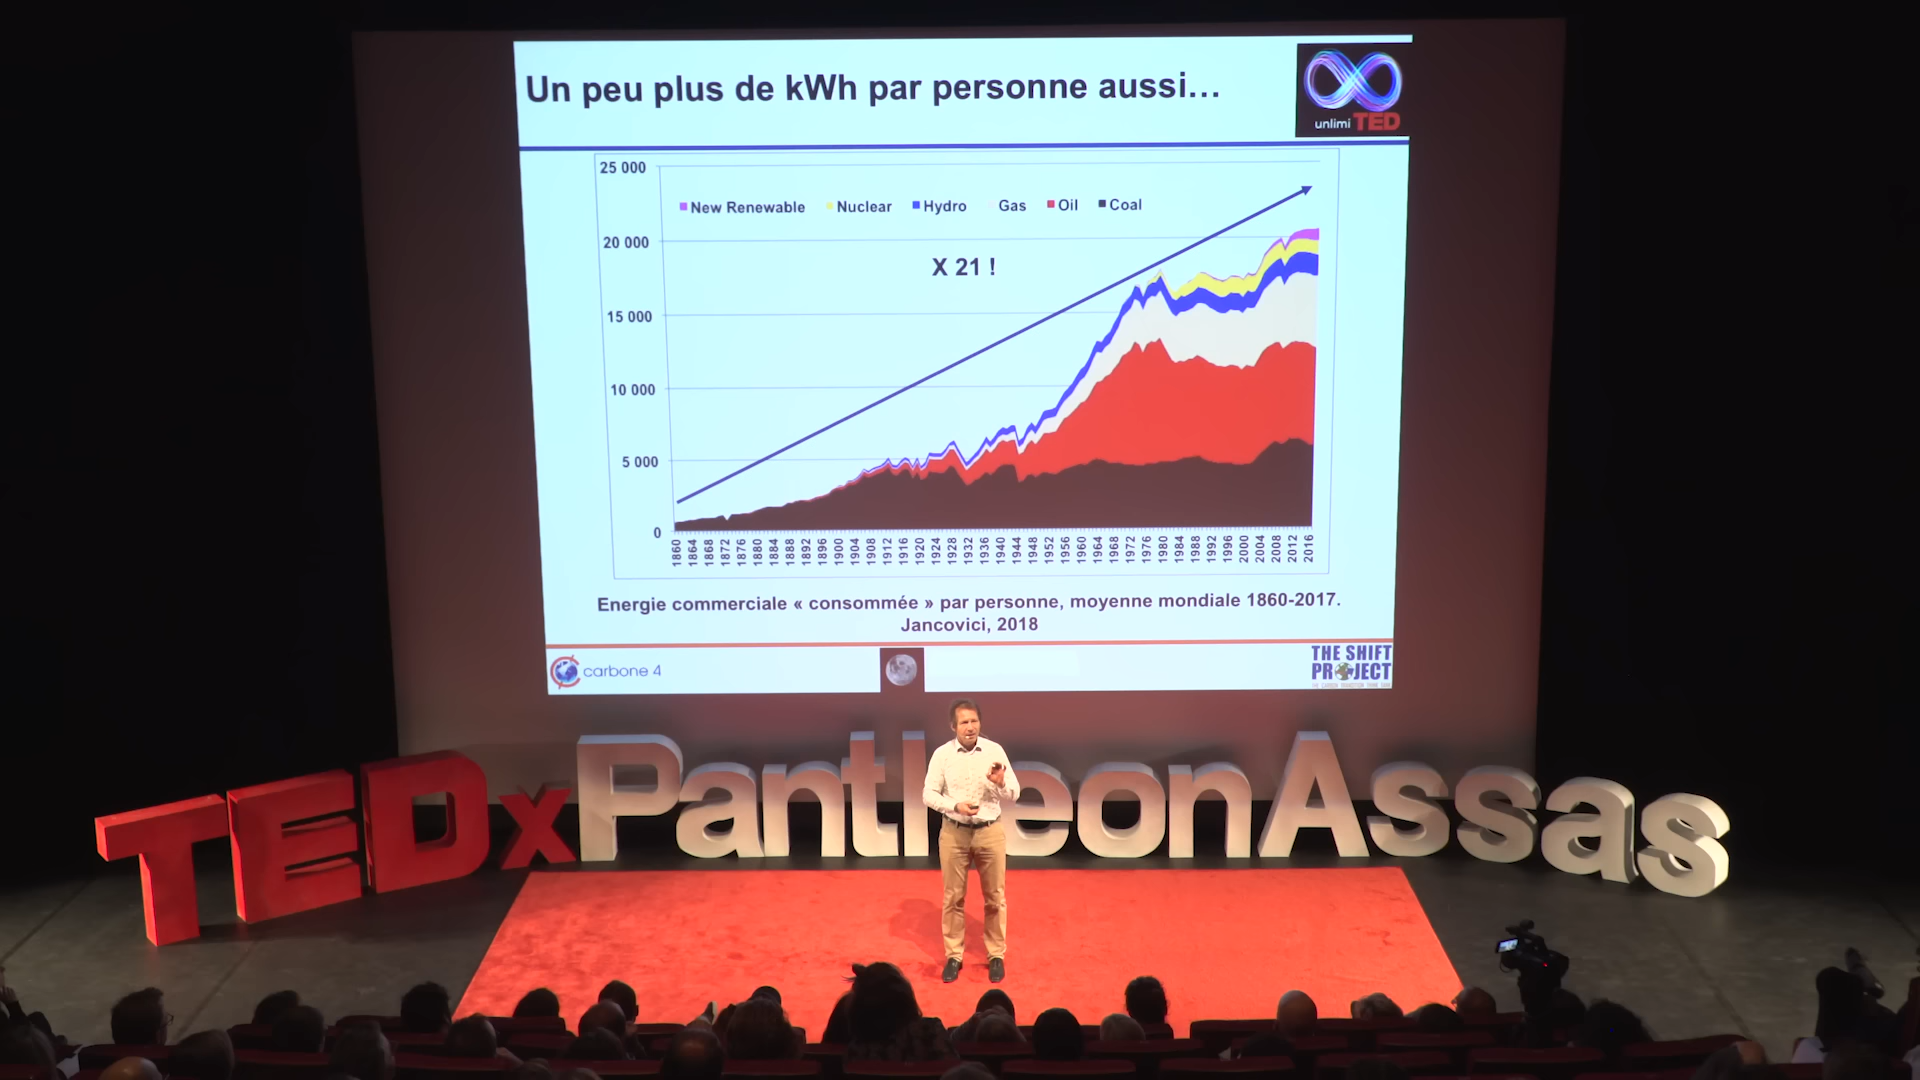 Un peu plus de kWh par personne aussi…
unlimi TED
25 000
20 000
15 000
10 000
5 000
0
New Renewable Nuclear Hydro Gas Oil Coal
X 21 !
1860 1864 1868 1872 1876 1880 1884 1888 1892 1896 1900 1904 1908 1912 1916 1920 1924 1928 1932 1936 1940 1944 1948 1952 1956 1960 1964 1968 1972 1976 1980 1984 1988 1992 1996 2000 2004 2008 2012 2016
Energie commerciale « consommée » par personne, moyenne mondiale 1860-2017.
Jancovici, 2018
carbone 4
THE SHIFT
PROJECT
TEDxPantheonAssas